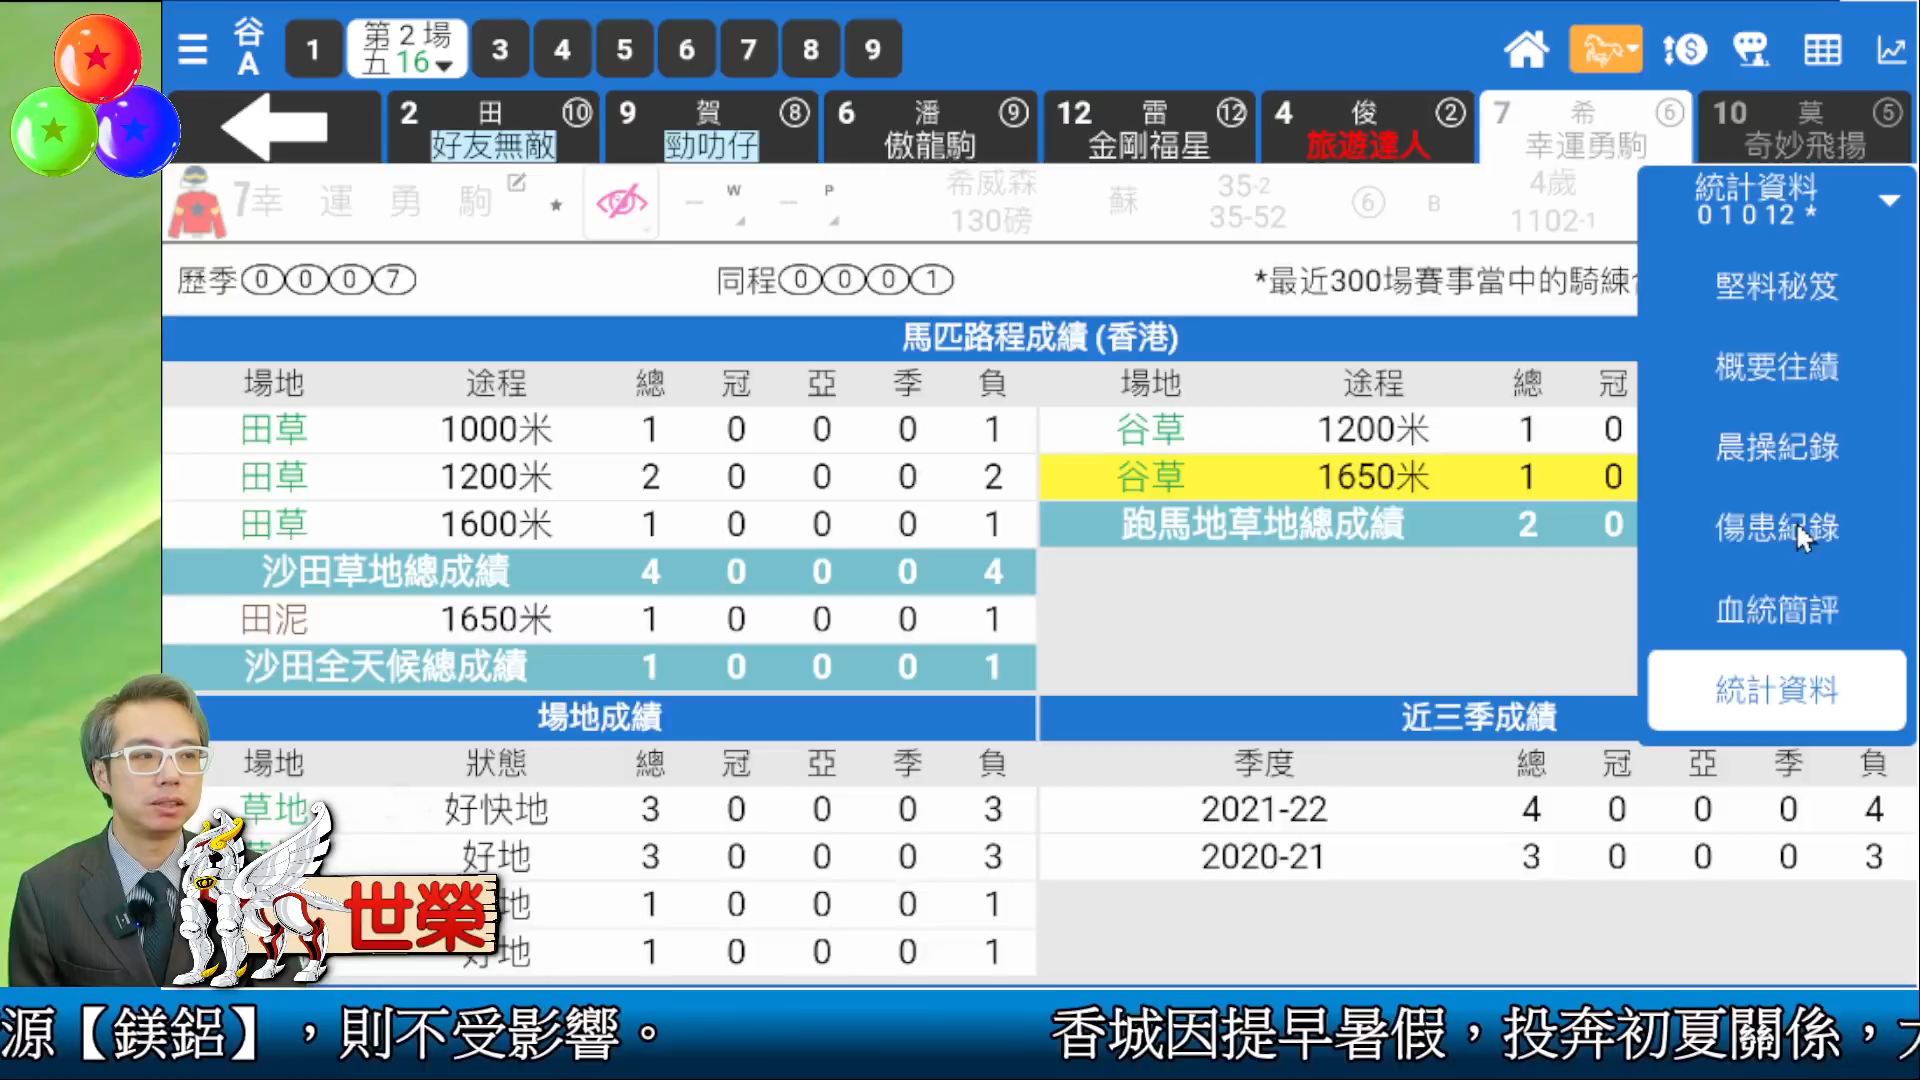 谷 A 1 第 2 場 五 16 3 4 5 6 7 8 9
2 田 10 好友無敵
9 賀 8 勁叻仔
6 潘 9 傲龍駒
12 雷 12 金剛福星
4 俊 2 旅遊達人
7 希 6 幸運勇駒
10 莫 5 奇妙飛揚
7 幸運勇駒 ★ – W – P 希威森 130磅 蘇 35-2 35-52 6 B 4歲 1102-1
歷季 0 0 0 7 同程 0 0 0 1 *最近300場賽事當中的騎練
馬匹路程成績 (香港)
場地 途程 總 冠 亞 季 負 場地 途程 總 冠
田草 1000米 1 0 0 0 1 谷草 1200米 1 0
田草 1200米 2 0 0 0 2 谷草 1650米 1 0
田草 1600米 1 0 0 0 1 跑馬地草地總成績 2 0
沙田草地總成績 4 0 0 0 4
田泥 1650米 1 0 0 0 1
沙田全天候總成績 1 0 0 0 1
統計資料
0 1 0 12 *
堅料秘笈
概要往績
晨操紀錄
傷患紀錄
血統簡評
統計資料
場地成績 近三季成績
場地 狀態 總 冠 亞 季 負 季度 總 冠 亞 季 負
草地 好快地 3 0 0 0 3 2021-22 4 0 0 0 4
好地 3 0 0 0 3 2020-21 3 0 0 0 3
地 1 0 0 0 1
好地 1 0 0 0 1
世榮
源【鎂鋁】，則不受影響。 香城因提早暑假，投奔初夏關係，